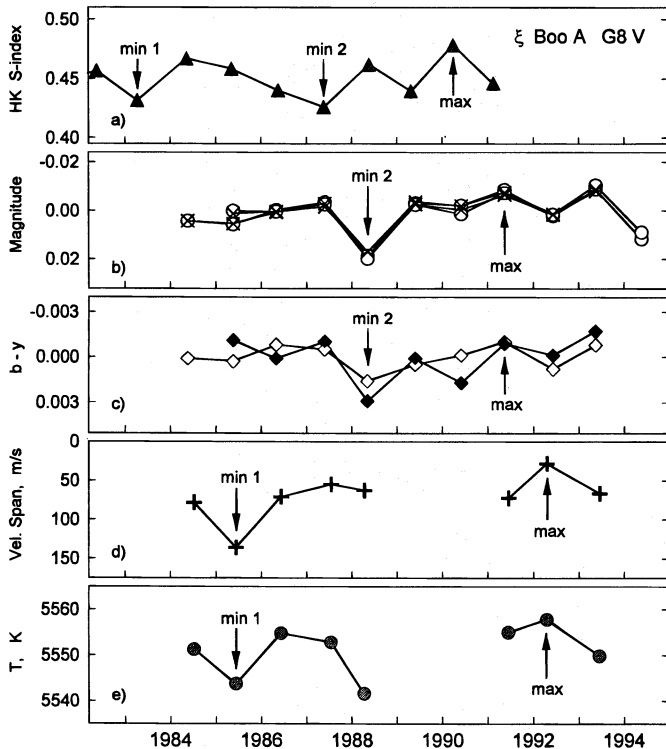 ξ Boo A G8 V
HK S-index
0.50
0.45
0.40
min 1
min 2
max
a)
Magnitude
-0.02
0.00
0.02
min 2
max
b)
b - y
-0.003
0.000
0.003
min 2
max
c)
Vel. Span, m/s
0
50
100
150
min 1
max
d)
T, K
5560
5550
5540
min 1
max
e)
1984 1986 1988 1990 1992 1994